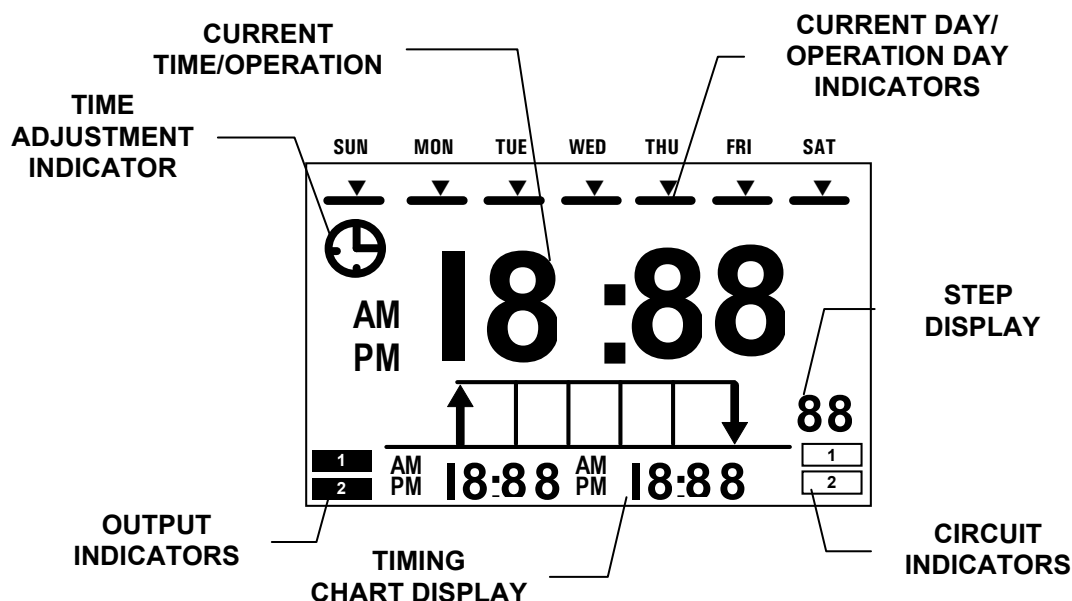 CURRENT
TIME/OPERATION
CURRENT DAY/
OPERATION DAY
INDICATORS
TIME
ADJUSTMENT
INDICATOR
SUN MON TUE WED THU FRI SAT
AM
PM
18:88
STEP
DISPLAY
88
1
2
AM
PM
18:88
AM
PM
18:88
1
2
OUTPUT
INDICATORS
TIMING
CHART DISPLAY
CIRCUIT
INDICATORS